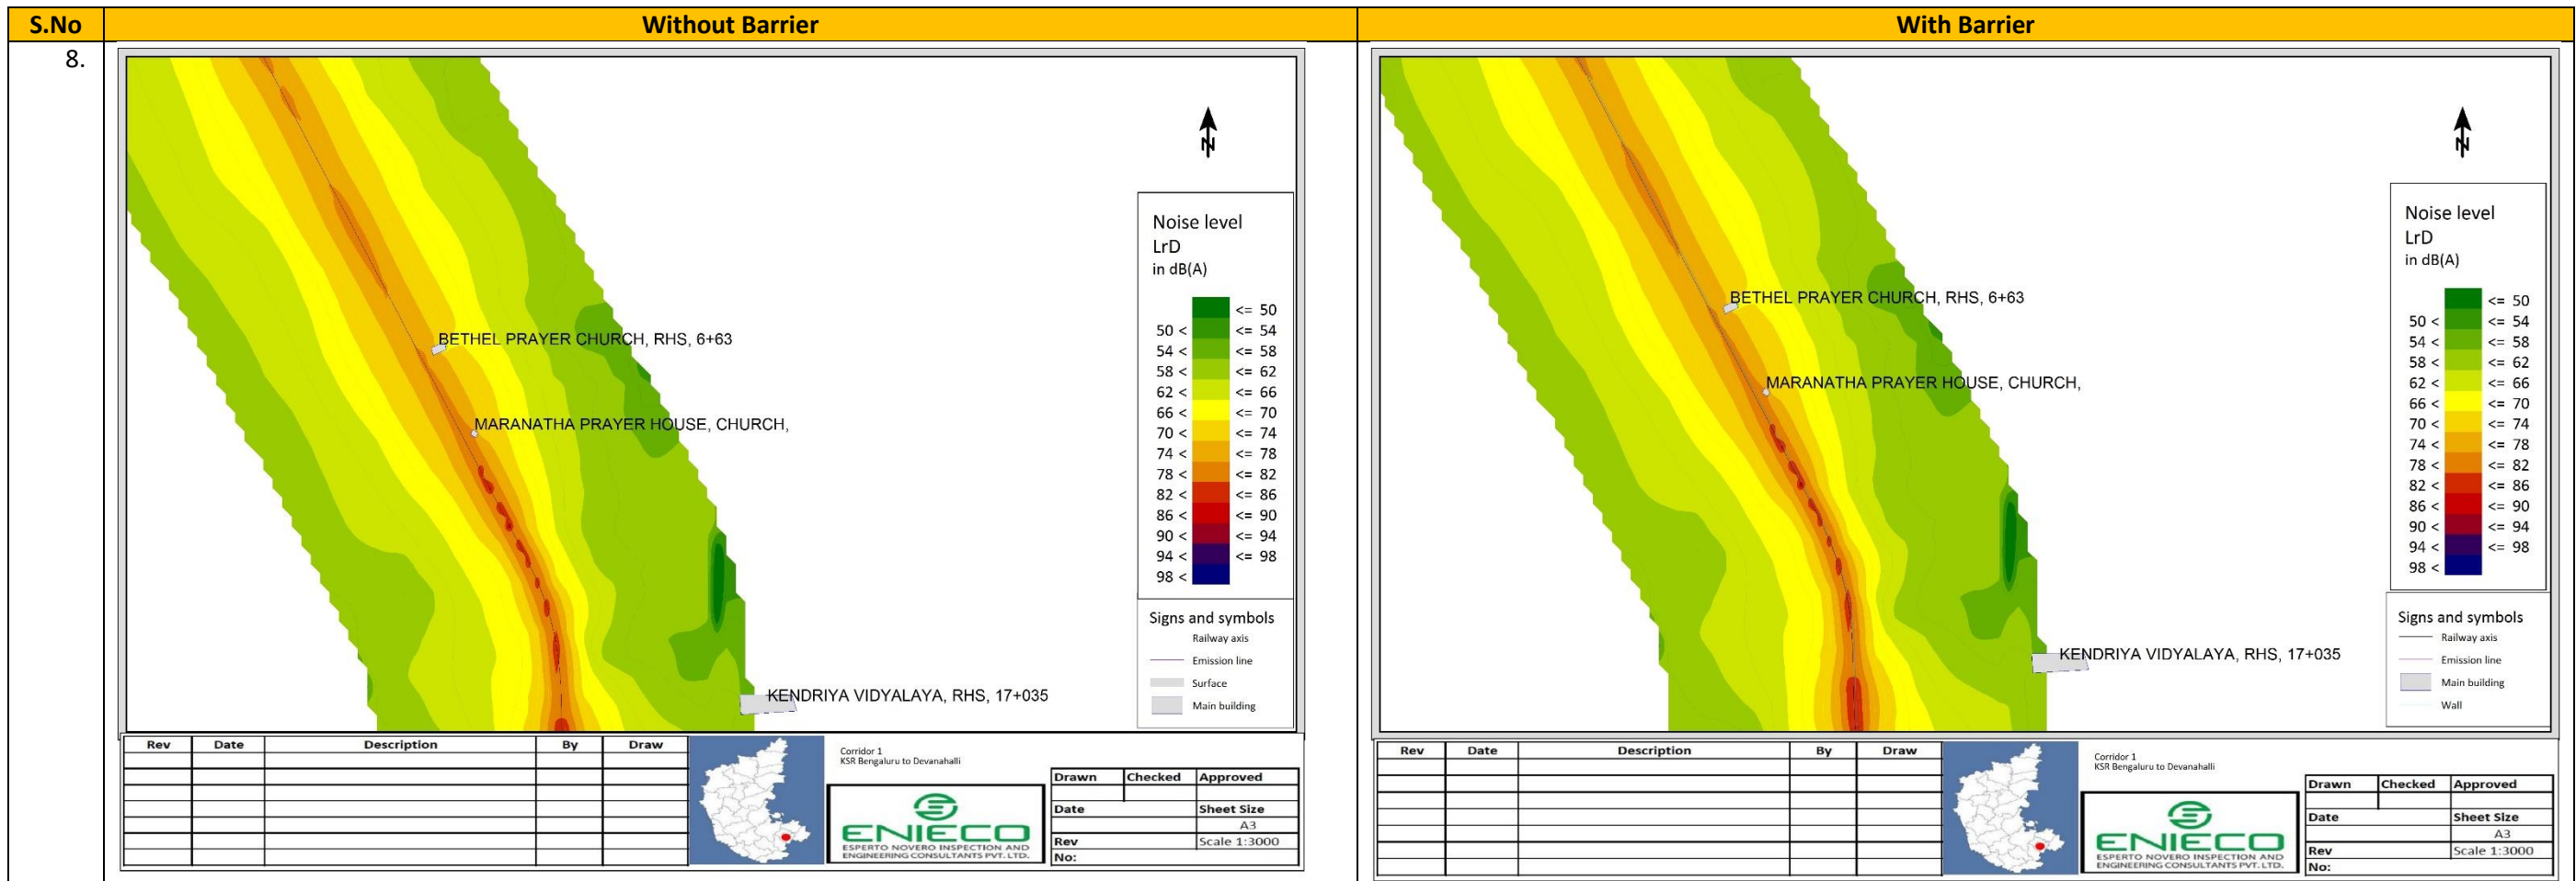 S.No
Without Barrier
With Barrier
8.
BETHEL PRAYER CHURCH, RHS, 6+63
MARANATHA PRAYER HOUSE, CHURCH,
KENDRIYA VIDYALAYA, RHS, 17+035
N
Noise level
LrD
in dB(A)
<= 50
50 < <= 54
54 < <= 58
58 < <= 62
62 < <= 66
66 < <= 70
70 < <= 74
74 < <= 78
78 < <= 82
82 < <= 86
86 < <= 90
90 < <= 94
94 < <= 98
98 <
Signs and symbols
Railway axis
Emission line
Surface
Main building
Rev Date Description By Draw
Corridor 1
KSR Bengaluru to Devanahalli
ENIECO
ESPERTO NOVERO INSPECTION AND
ENGINEERING CONSULTANTS PVT. LTD.
Drawn Checked Approved
Date Sheet Size
A3
Rev Scale 1:3000
No:
BETHEL PRAYER CHURCH, RHS, 6+63
MARANATHA PRAYER HOUSE, CHURCH,
KENDRIYA VIDYALAYA, RHS, 17+035
N
Noise level
LrD
in dB(A)
<= 50
50 < <= 54
54 < <= 58
58 < <= 62
62 < <= 66
66 < <= 70
70 < <= 74
74 < <= 78
78 < <= 82
82 < <= 86
86 < <= 90
90 < <= 94
94 < <= 98
98 <
Signs and symbols
Railway axis
Emission line
Main building
Wall
Rev Date Description By Draw
Corridor 1
KSR Bengaluru to Devanahalli
ENIECO
ESPERTO NOVERO INSPECTION AND
ENGINEERING CONSULTANTS PVT. LTD.
Drawn Checked Approved
Date Sheet Size
A3
Rev Scale 1:3000
No: